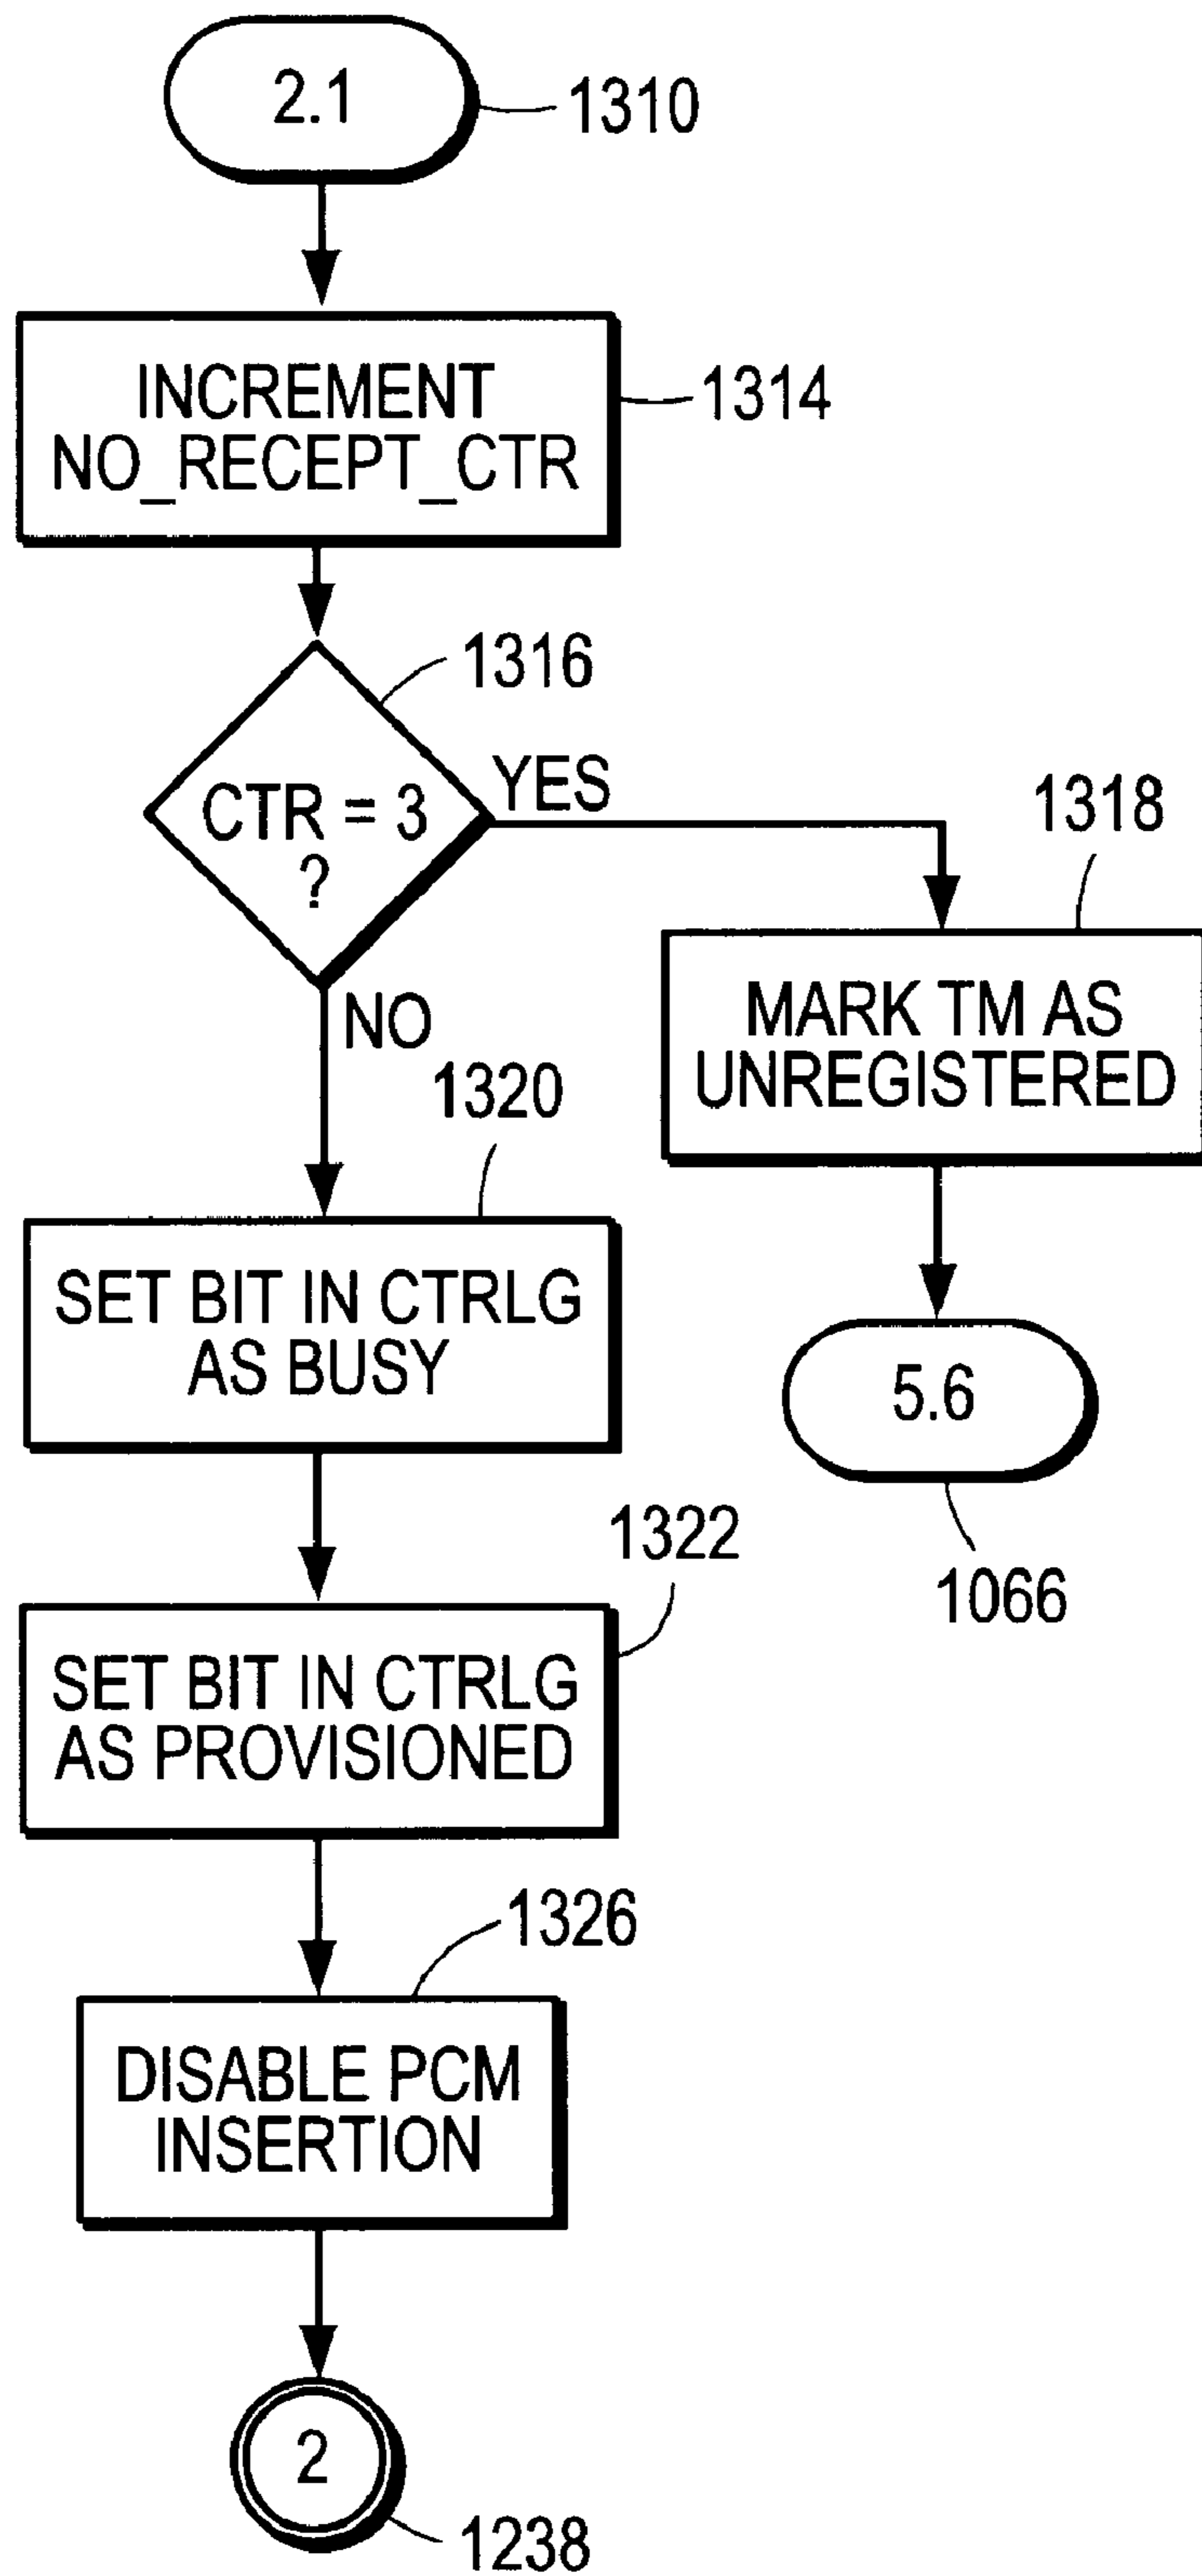 2.1
1310
INCREMENT
NO_RECEPT_CTR
1314
1316
CTR = 3
?
YES
NO
1318
MARK TM AS
UNREGISTERED
5.6
1066
1320
SET BIT IN CTRLG
AS BUSY
1322
SET BIT IN CTRLG
AS PROVISIONED
1326
DISABLE PCM
INSERTION
2
1238